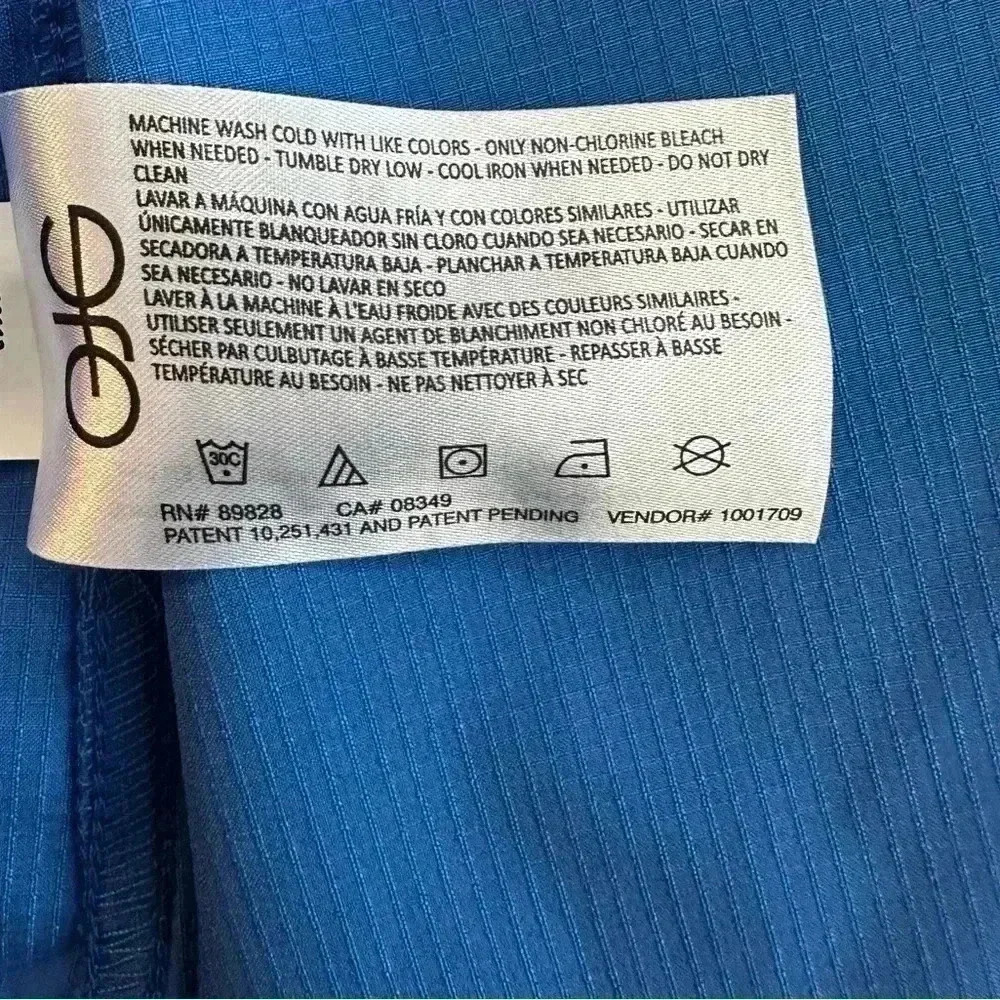 MACHINE WASH COLD WITH LIKE COLORS - ONLY NON-CHLORINE BLEACH
WHEN NEEDED - TUMBLE DRY LOW - COOL IRON WHEN NEEDED - DO NOT DRY
CLEAN
LAVAR A MÁQUINA CON AGUA FRÍA Y CON COLORES SIMILARES - UTILIZAR
ÚNICAMENTE BLANQUEADOR SIN CLORO CUANDO SEA NECESARIO - SECAR EN
SECADORA A TEMPERATURA BAJA - PLANCHAR A TEMPERATURA BAJA CUANDO
SEA NECESARIO - NO LAVAR EN SECO
LAVER À LA MACHINE À L'EAU FROIDE AVEC DES COULEURS SIMILAIRES -
UTILISER SEULEMENT UN AGENT DE BLANCHIMENT NON CHLORÉ AU BESOIN -
SÉCHER PAR CULBUTAGE À BASSE TEMPÉRATURE - REPASSER À BASSE
TEMPÉRATURE AU BESOIN - NE PAS NETTOYER À SEC
30C
RN# 89828 CA# 08349
PATENT 10,251,431 AND PATENT PENDING VENDOR# 1001709